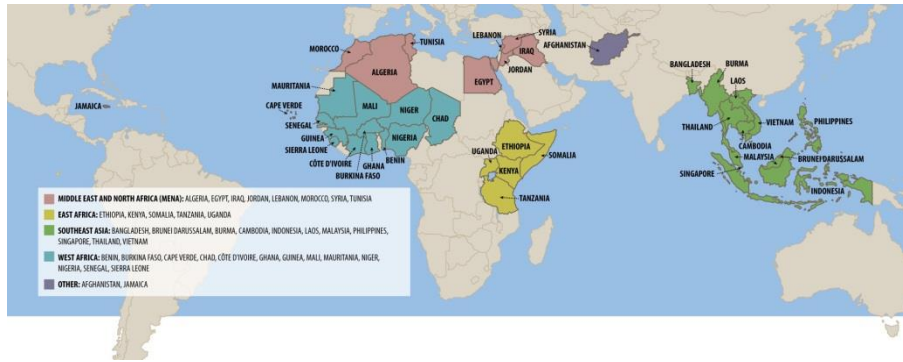 LEBANON
SYRIA
MOROCCO
TUNISIA
IRAQ
AFGHANISTAN
ALGERIA
JORDAN
BANGLADESH
BURMA
EGYPT
LAOS
MAURITANIA
MALI
NIGER
JAMAICA
CAPE VERDE
CHAD
SENEGAL
VIETNAM
PHILIPPINES
GUINEA
NIGERIA
THAILAND
SIERRA LEONE
ETHIOPIA
CAMBODIA
UGANDA
SOMALIA
MALAYSIA
BRUNEI DARUSSALAM
CÔTE D'IVOIRE
GHANA
BENIN
BURKINA FASO
KENYA
SINGAPORE
INDONESIA
TANZANIA
MIDDLE EAST AND NORTH AFRICA (MENA): ALGERIA, EGYPT, IRAQ, JORDAN, LEBANON, MOROCCO, SYRIA, TUNISIA
EAST AFRICA: ETHIOPIA, KENYA, SOMALIA, TANZANIA, UGANDA
SOUTHEAST ASIA: BANGLADESH, BRUNEI DARUSSALAM, BURMA, CAMBODIA, INDONESIA, LAOS, MALAYSIA, PHILIPPINES,
SINGAPORE, THAILAND, VIETNAM
WEST AFRICA: BENIN, BURKINA FASO, CAPE VERDE, CHAD, CÔTE D'IVOIRE, GHANA, GUINEA, MALI, MAURITANIA, NIGER,
NIGERIA, SENEGAL, SIERRA LEONE
OTHER: AFGHANISTAN, JAMAICA